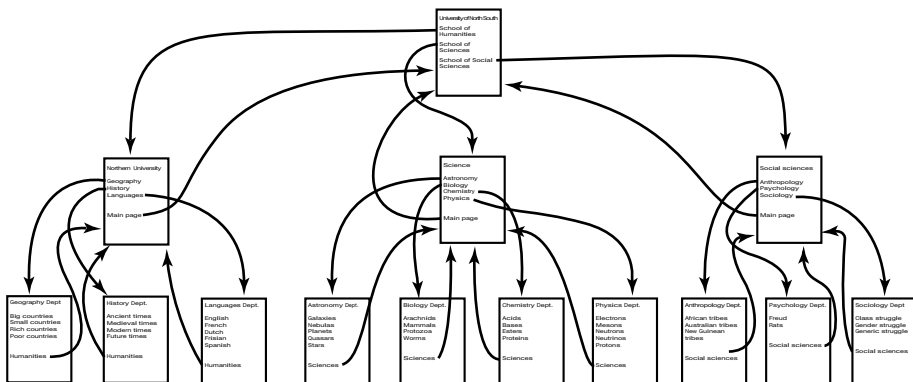 University of North South
School of
Humanities
School of
Sciences
School of Social
Sciences
Northern University
Geography
History
Languages
Main page
Science
Astronomy
Biology
Chemistry
Physics
Main page
Social sciences
Anthropology
Psychology
Sociology
Main page
Geography Dept
Big countries
Small countries
Rich countries
Poor countries
Humanities
History Dept.
Ancient times
Medieval times
Modern times
Future times
Humanities
Languages Dept.
English
French
Dutch
Frisian
Spanish
Humanities
Astronomy Dept.
Galaxies
Nebulas
Planets
Quasars
Stars
Sciences
Biology Dept.
Arachnids
Mammals
Protozoa
Worms
Sciences
Chemistry Dept.
Acids
Bases
Esters
Proteins
Sciences
Physics Dept.
Electrons
Mesons
Neutrons
Neutrinos
Protons
Sciences
Anthropology Dept.
African tribes
Australian tribes
New Guinean
tribes
Social sciences
Psychology Dept.
Freud
Rats
Social sciences
Sociology Dept
Class struggle
Gender struggle
Generic struggle
Social sciences